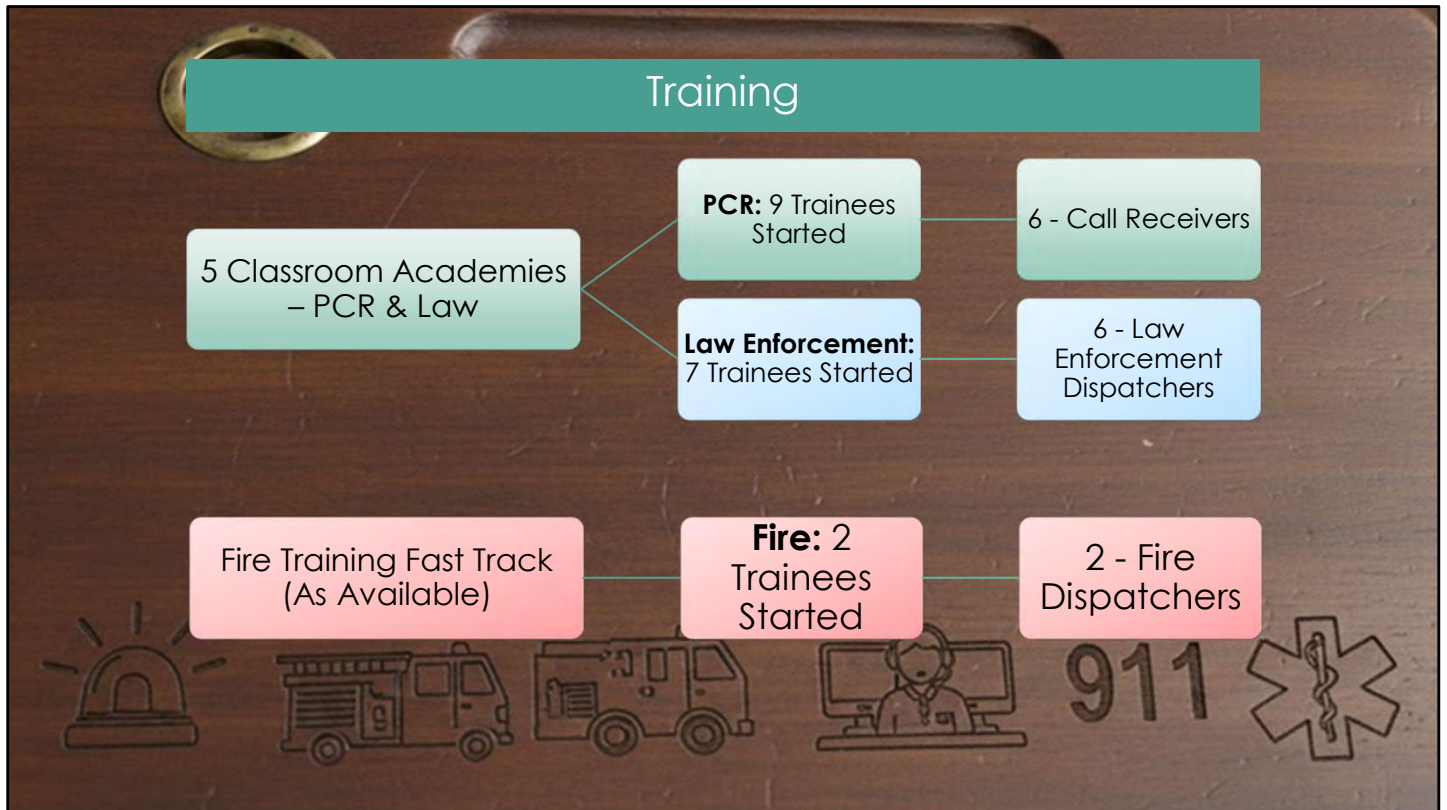 Training
5 Classroom Academies
– PCR & Law
PCR: 9 Trainees
Started
6 - Call Receivers
Law Enforcement:
7 Trainees Started
6 - Law
Enforcement
Dispatchers
Fire Training Fast Track
(As Available)
Fire: 2
Trainees
Started
2 - Fire
Dispatchers
911